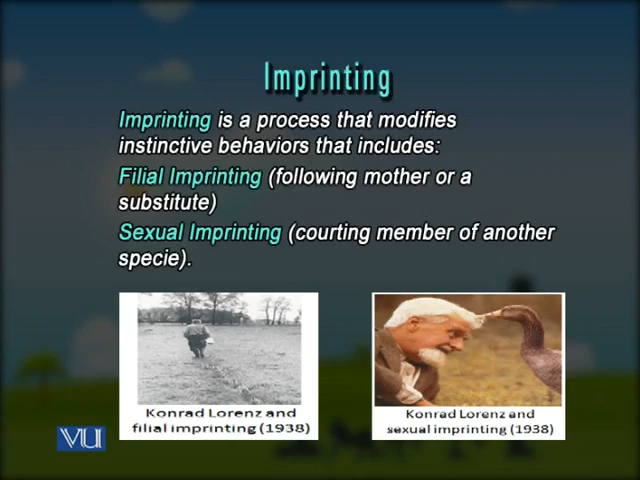 Imprinting
Imprinting is a process that modifies
instinctive behaviors that includes:
Filial Imprinting (following mother or a
substitute)
Sexual Imprinting (courting member of another
specie).
Konrad Lorenz and
filial imprinting (1938)
Konrad Lorenz and
sexual imprinting (1938)
VU